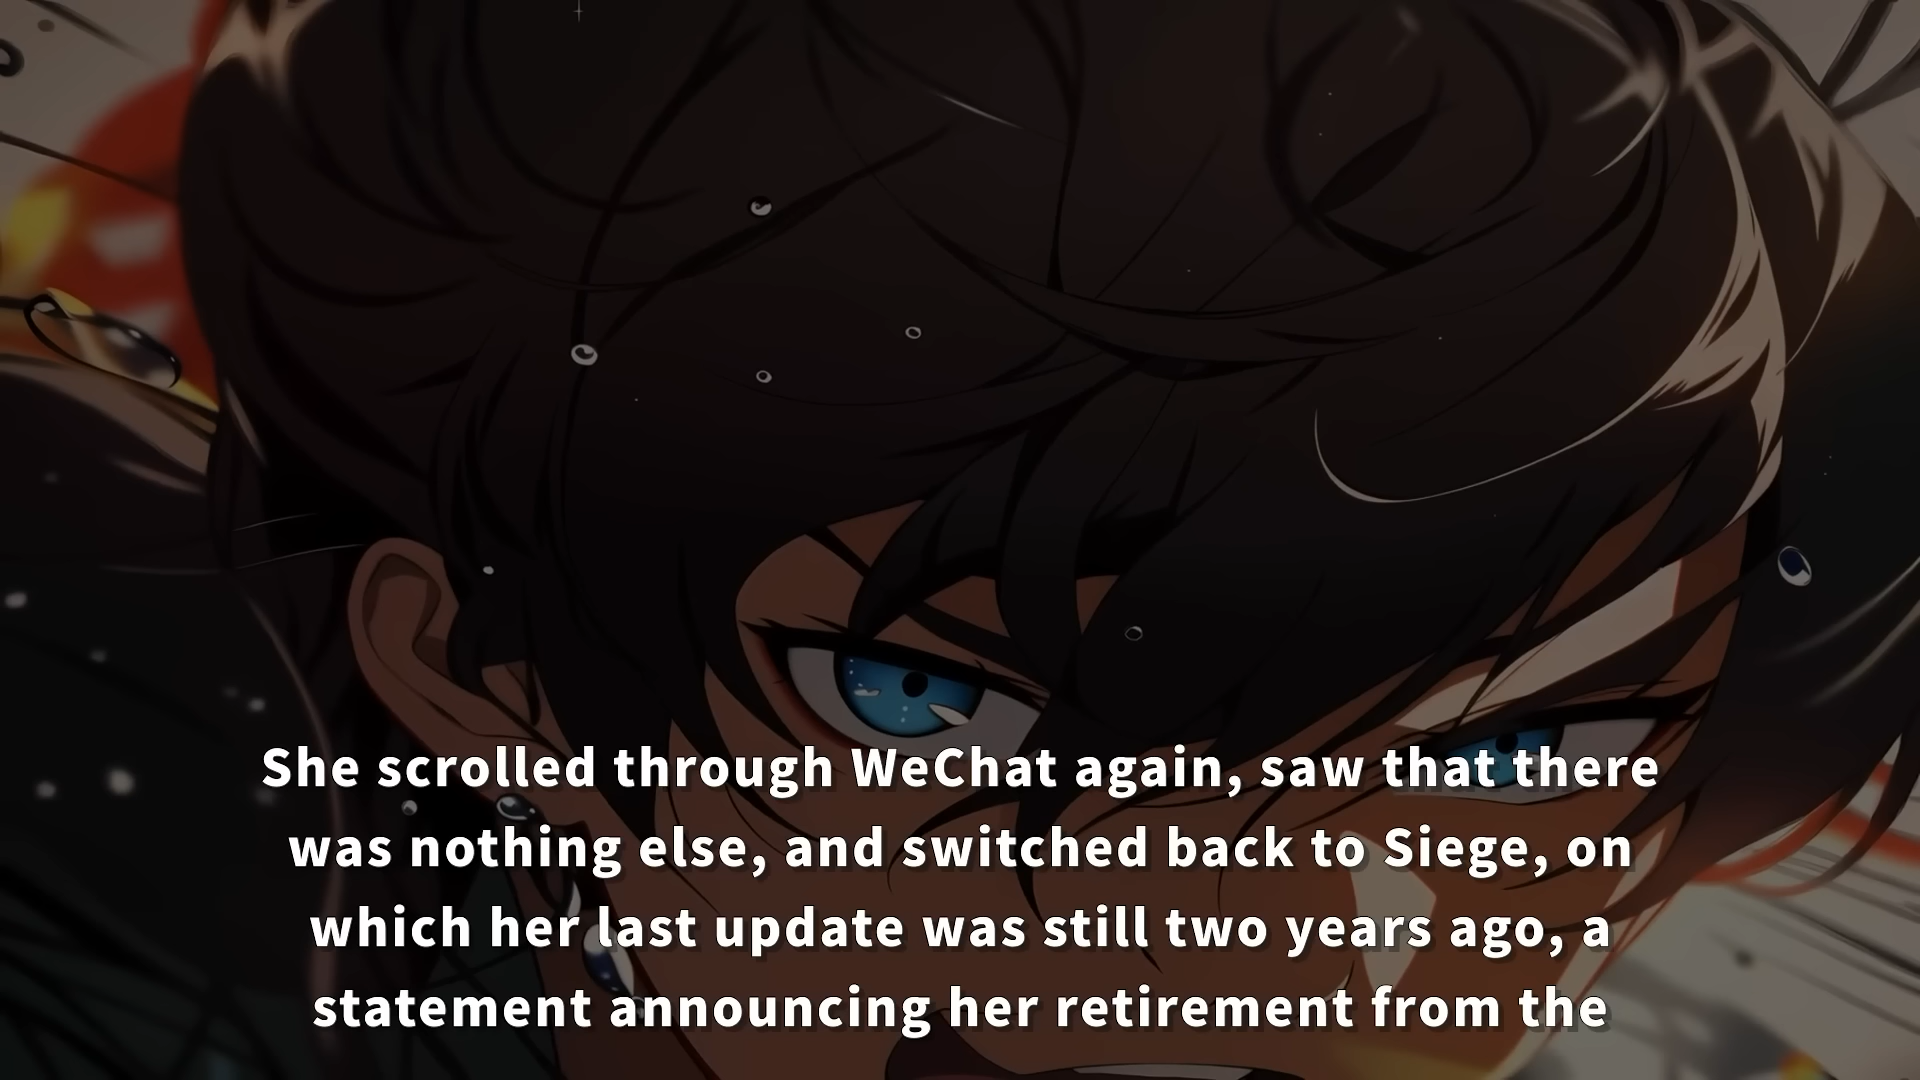 She scrolled through WeChat again, saw that there
was nothing else, and switched back to Siege, on
which her last update was still two years ago, a
statement announcing her retirement from the